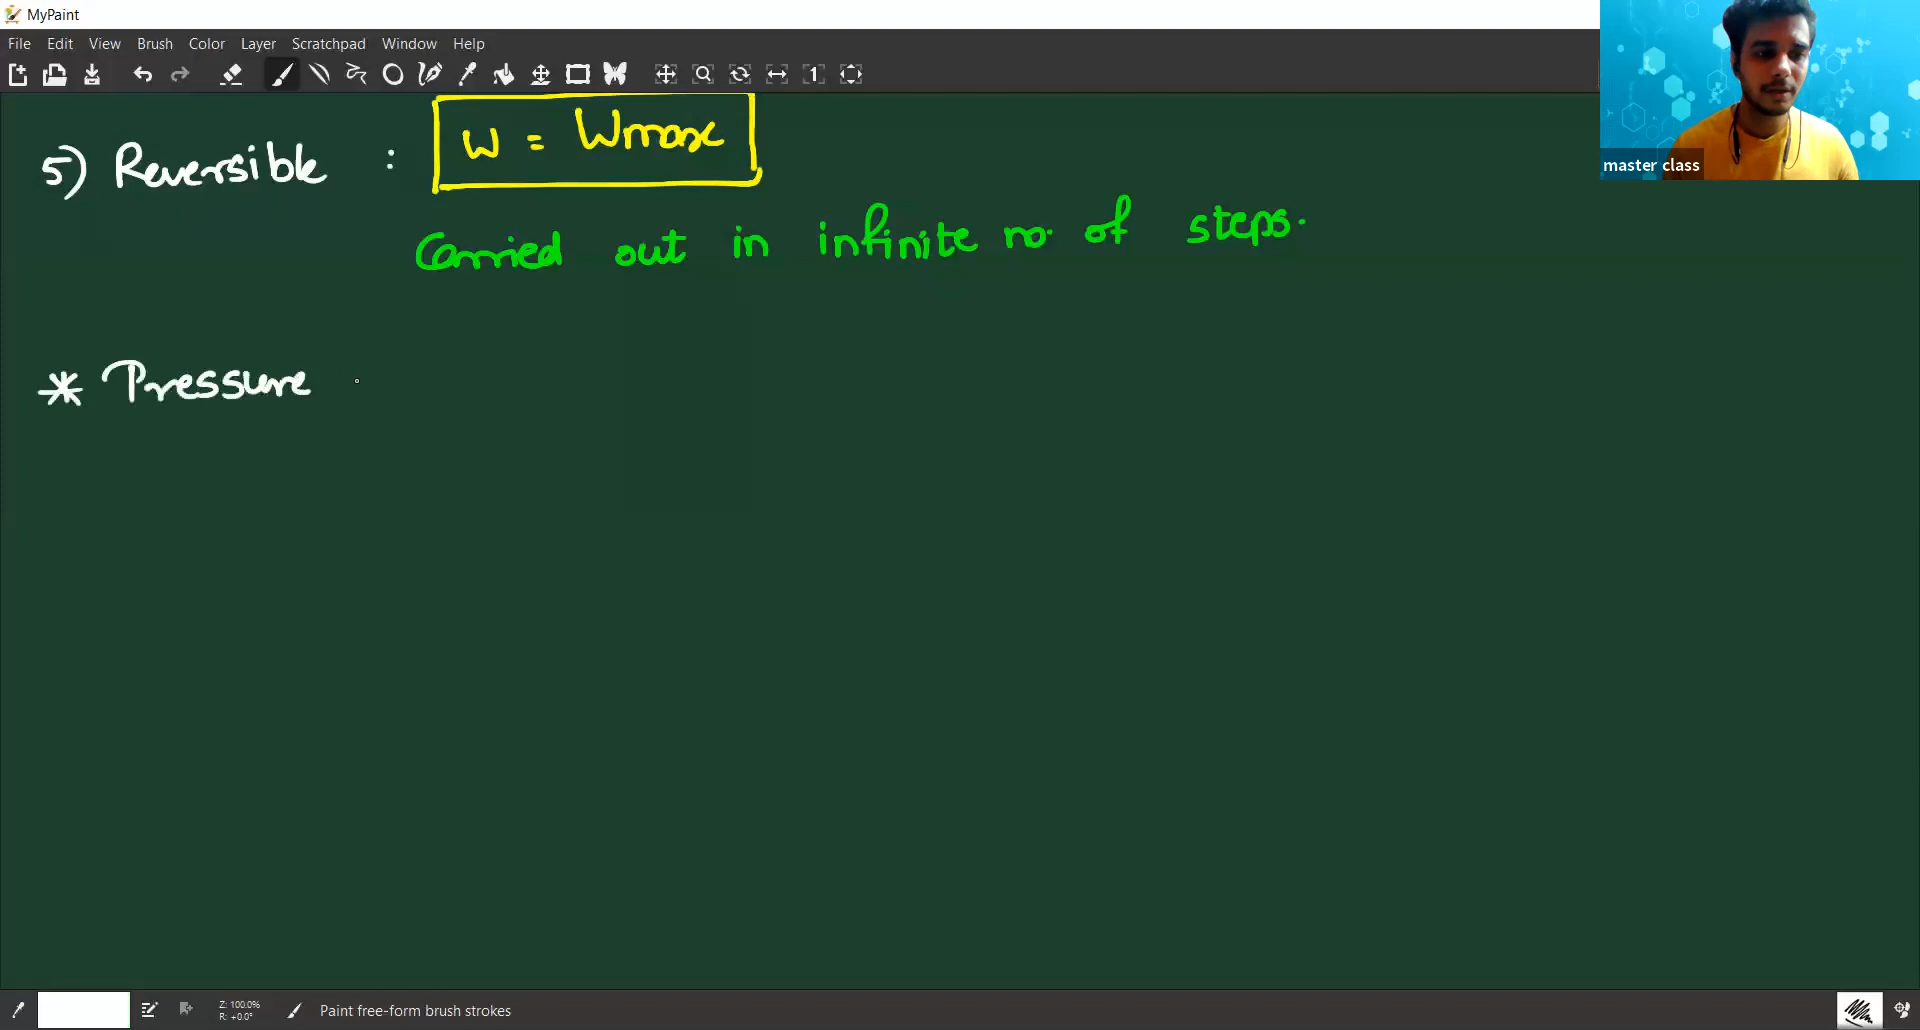 MyPaint
File Edit View Brush Color Layer Scratchpad Window Help
master class
5) Reversible : W = Wmax
Carried out in infinite no. of steps.
* Pressure
Z: 100.0%
R: +0.0°
Paint free-form brush strokes